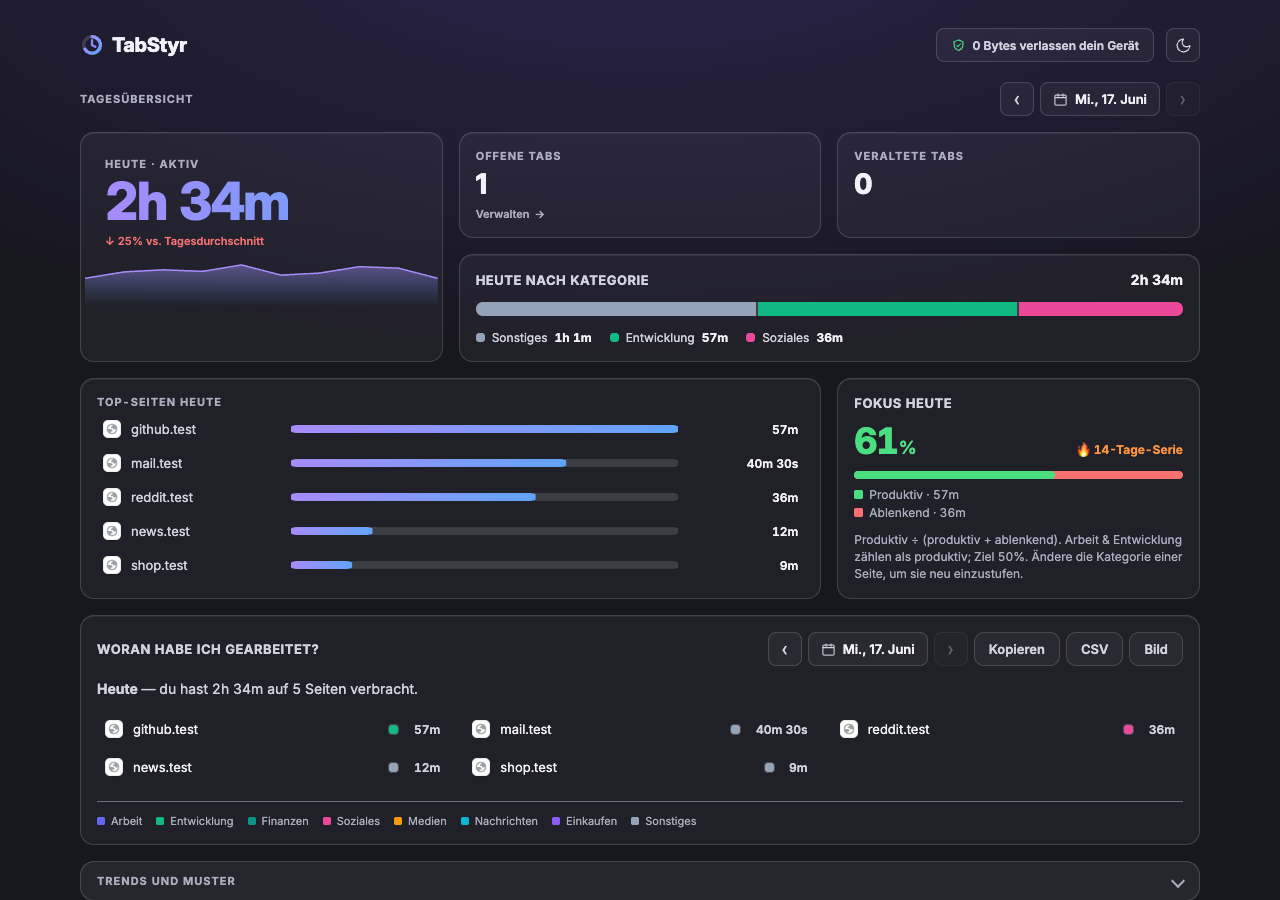 TabStyr
0 Bytes verlassen dein Gerät
TAGESÜBERSICHT
‹ Mi., 17. Juni ›
HEUTE · AKTIV
2h 34m
↓ 25% vs. Tagesdurchschnitt
OFFENE TABS
1
Verwalten →
VERALTETE TABS
0
HEUTE NACH KATEGORIE 2h 34m
Sonstiges 1h 1m Entwicklung 57m Soziales 36m
TOP-SEITEN HEUTE
github.test 57m
mail.test 40m 30s
reddit.test 36m
news.test 12m
shop.test 9m
FOKUS HEUTE
61% 🔥 14-Tage-Serie
Produktiv · 57m
Ablenkend · 36m
Produktiv ÷ (produktiv + ablenkend). Arbeit & Entwicklung
zählen als produktiv; Ziel 50%. Ändere die Kategorie einer
Seite, um sie neu einzustufen.
WORAN HABE ICH GEARBEITET? ‹ Mi., 17. Juni › Kopieren CSV Bild
Heute — du hast 2h 34m auf 5 Seiten verbracht.
github.test 57m mail.test 40m 30s reddit.test 36m
news.test 12m shop.test 9m
Arbeit Entwicklung Finanzen Soziales Medien Nachrichten Einkaufen Sonstiges
TRENDS UND MUSTER